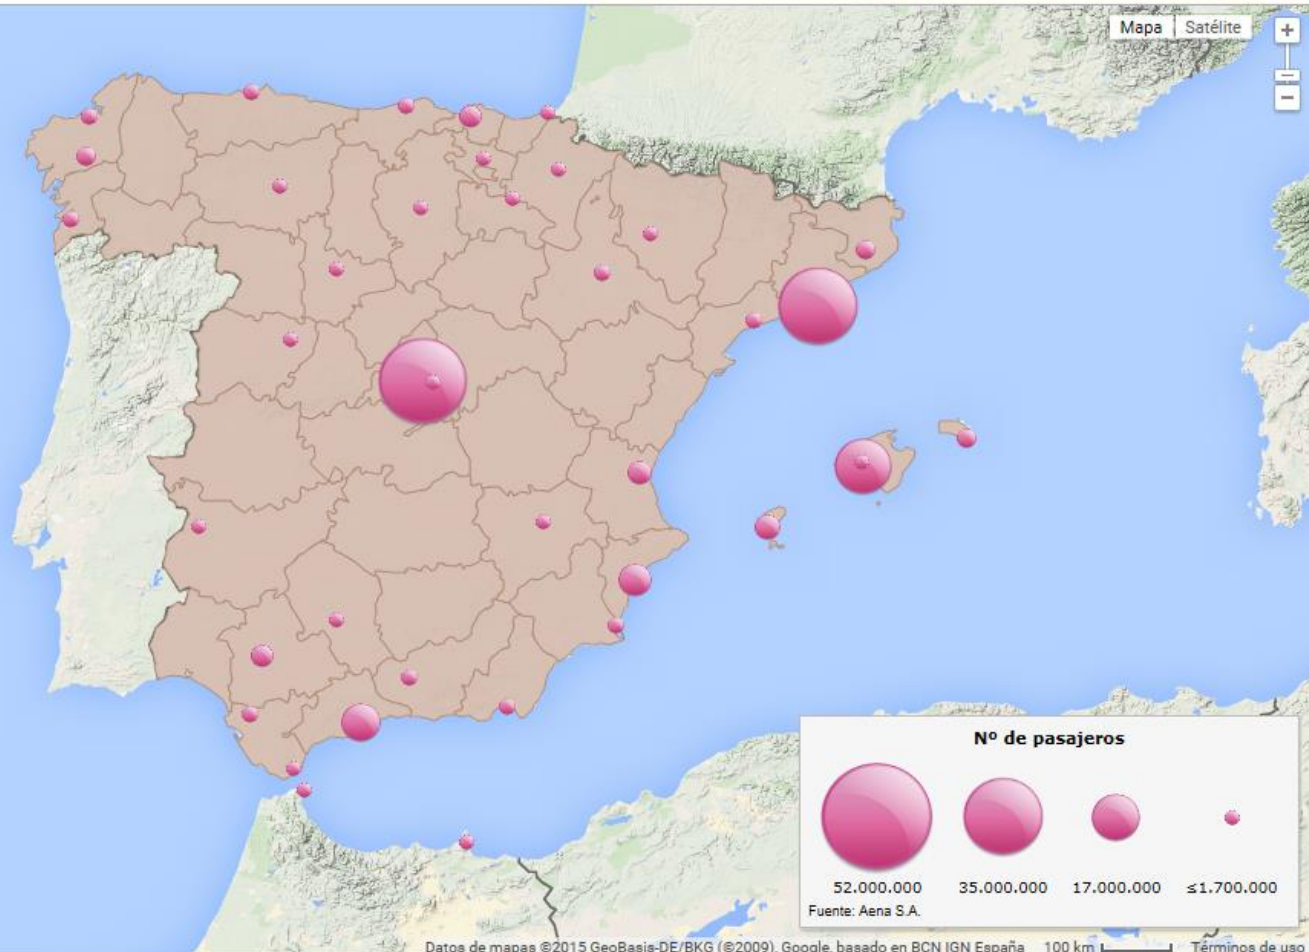 Mapa Satélite
Nº de pasajeros
52.000.000 35.000.000 17.000.000 ≤1.700.000
Fuente: Aena S.A.
Datos de mapas ©2015 GeoBasis-DE/BKG (©2009), Google, basado en BCN IGN España 100 km Términos de uso